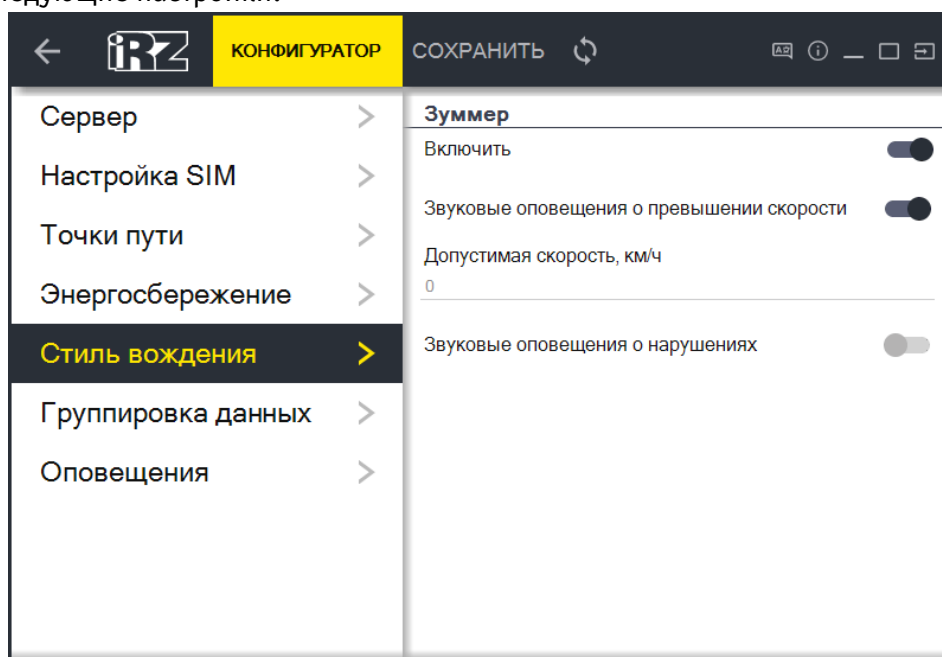 iRZ
КОНФИГУРАТОР
СОХРАНИТЬ
Сервер
Настройка SIM
Точки пути
Энергосбережение
Стиль вождения
Группировка данных
Оповещения
Зуммер
Включить
Звуковые оповещения о превышении скорости
Допустимая скорость, км/ч
0
Звуковые оповещения о нарушениях